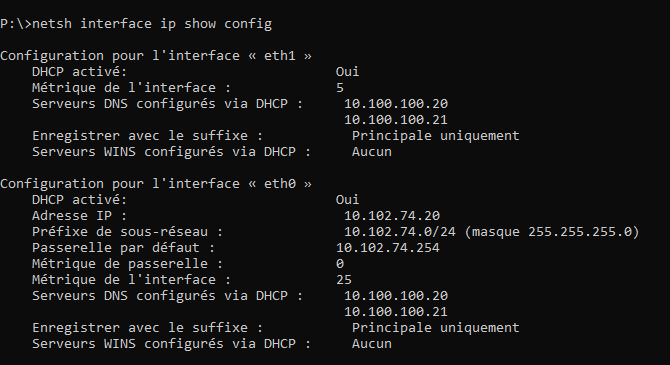 P:\>netsh interface ip show config
Configuration pour l'interface « eth1 »
DHCP activé: Oui
Métrique de l'interface : 5
Serveurs DNS configurés via DHCP : 10.100.100.20
10.100.100.21
Enregistrer avec le suffixe : Principale uniquement
Serveurs WINS configurés via DHCP : Aucun
Configuration pour l'interface « eth0 »
DHCP activé: Oui
Adresse IP : 10.102.74.20
Préfixe de sous-réseau : 10.102.74.0/24 (masque 255.255.255.0)
Passerelle par défaut : 10.102.74.254
Métrique de passerelle : 0
Métrique de l'interface : 25
Serveurs DNS configurés via DHCP : 10.100.100.20
10.100.100.21
Enregistrer avec le suffixe : Principale uniquement
Serveurs WINS configurés via DHCP : Aucun